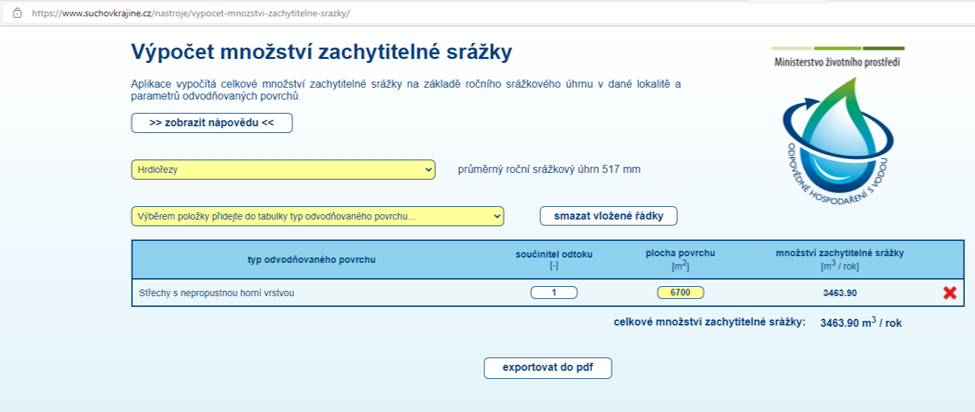 https://www.suchovkrajine.cz/nastroje/vypocet-mnozstvi-zachytitelne-srazky/
Výpočet množství zachytitelné srážky
Ministerstvo životního prostředí
Aplikace vypočítá celkové množství zachytitelné srážky na základě ročního srážkového úhrnu v dané lokalitě a
parametrů odvodňovaných povrchů.
>> zobrazit nápovědu <<
ODPOVĚDNÉ HOSPODAŘENÍ S VODOU
Hrdlořezy
průměrný roční srážkový úhrn 517 mm
Výběrem položky přidejte do tabulky typ odvodňovaného povrchu...
smazat vložené řádky
typ odvodňovaného povrchu
součinitel odtoku
[-]
plocha povrchu
[m2]
množství zachytitelné srážky
[m3 / rok]
Střechy s nepropustnou horní vrstvou
1
6700
3463.90
celkové množství zachytitelné srážky: 3463.90 m3 / rok
exportovat do pdf